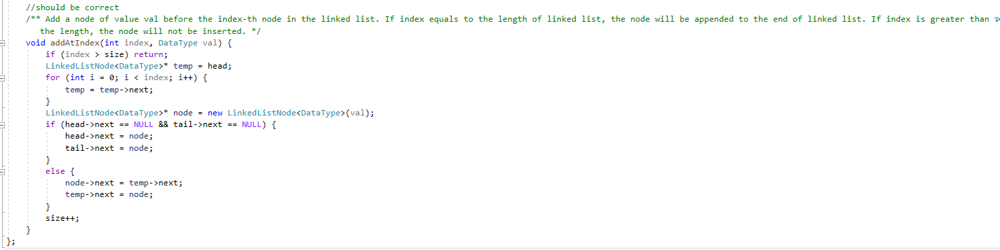 //should be correct
/** Add a node of value val before the index-th node in the linked list. If index equals to the length of linked list, the node will be appended to the end of linked list. If index is greater than
the length, the node will not be inserted. */
void addAtIndex(int index, DataType val) {
if (index > size) return;
LinkedListNode<DataType>* temp = head;
for (int i = 0; i < index; i++) {
temp = temp->next;
}
LinkedListNode<DataType>* node = new LinkedListNode<DataType>(val);
if (head->next == NULL && tail->next == NULL) {
head->next = node;
tail->next = node;
}
else {
node->next = temp->next;
temp->next = node;
}
size++;
}
};